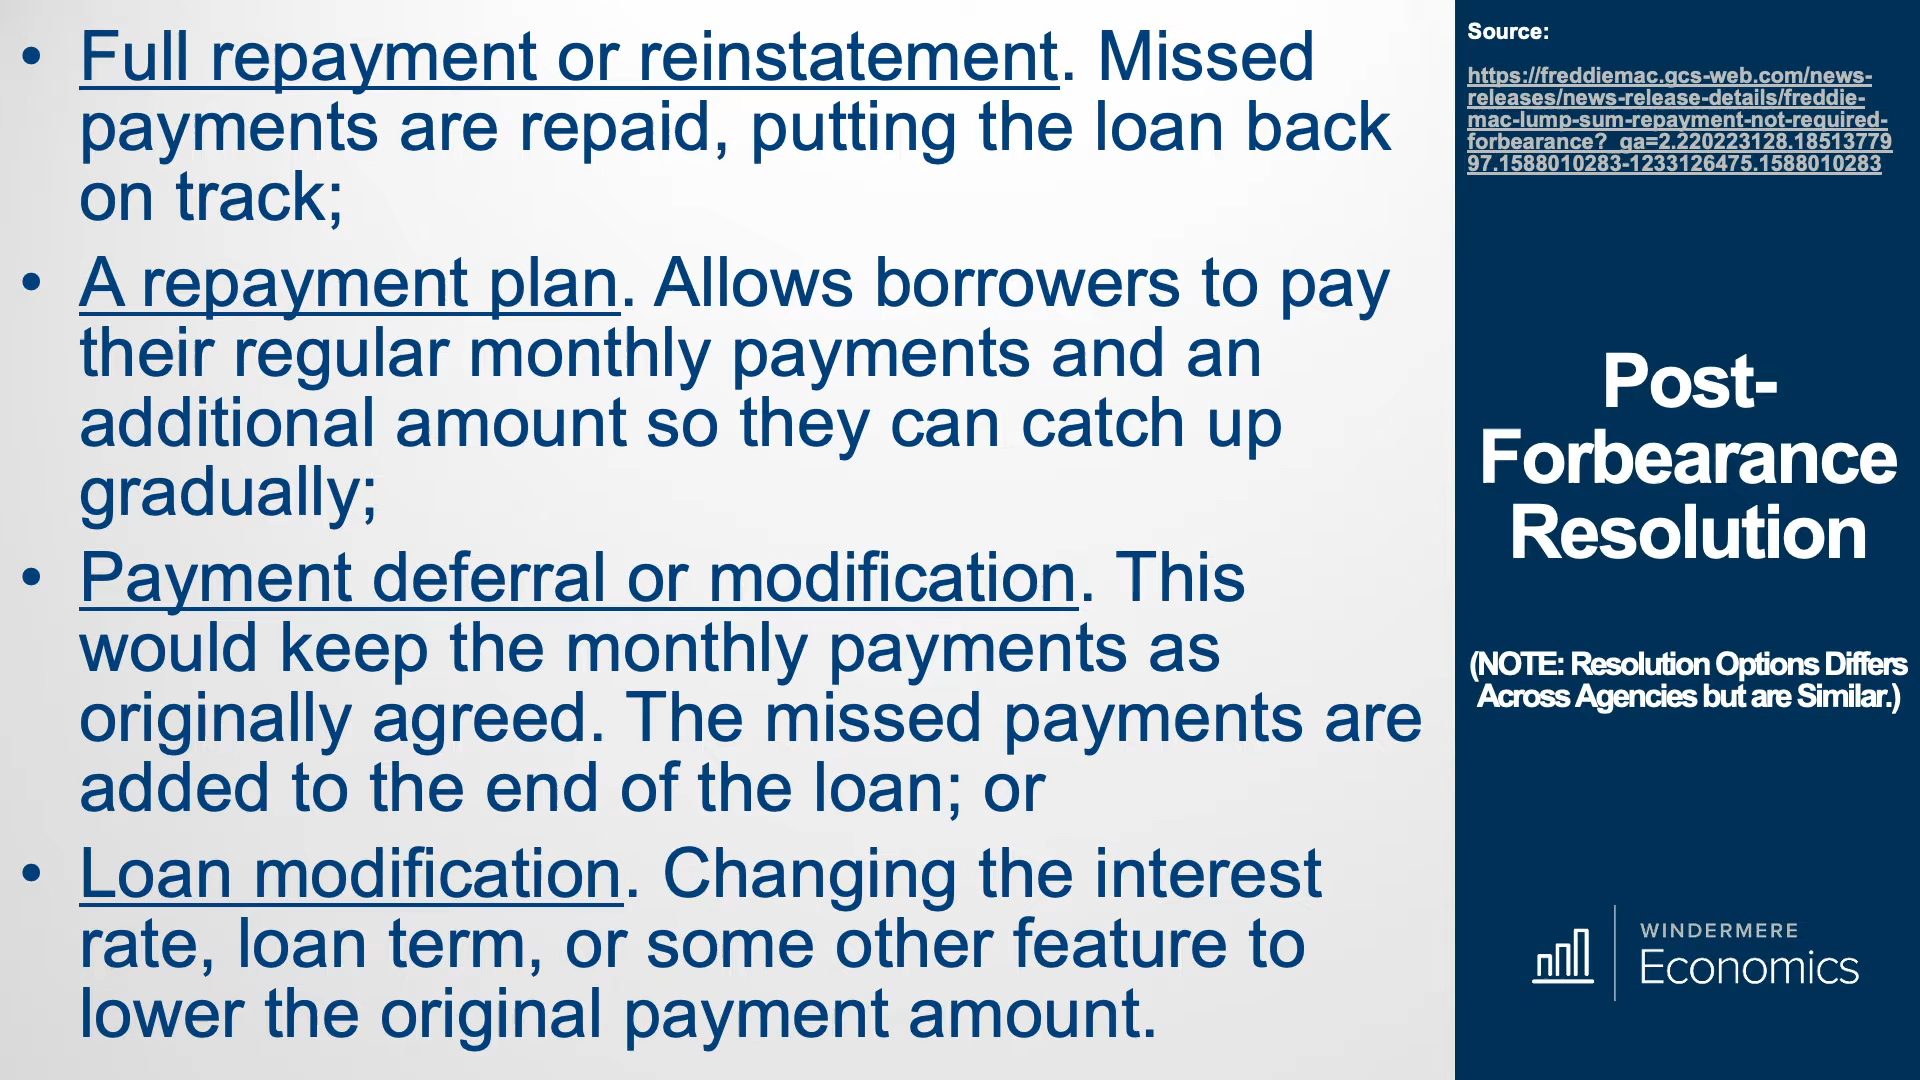 • Full repayment or reinstatement. Missed
payments are repaid, putting the loan back
on track;
• A repayment plan. Allows borrowers to pay
their regular monthly payments and an
additional amount so they can catch up
gradually;
• Payment deferral or modification. This
would keep the monthly payments as
originally agreed. The missed payments are
added to the end of the loan; or
• Loan modification. Changing the interest
rate, loan term, or some other feature to
lower the original payment amount.
Source:
https://freddiemac.gcs-web.com/news-
releases/news-release-details/freddie-
mac-lump-sum-repayment-not-required-
forbearance?_ga=2.220223128.18513779
97.1588010283-1233126475.1588010283
Post-
Forbearance
Resolution
(NOTE: Resolution Options Differs
Across Agencies but are Similar.)
WINDERMERE
Economics